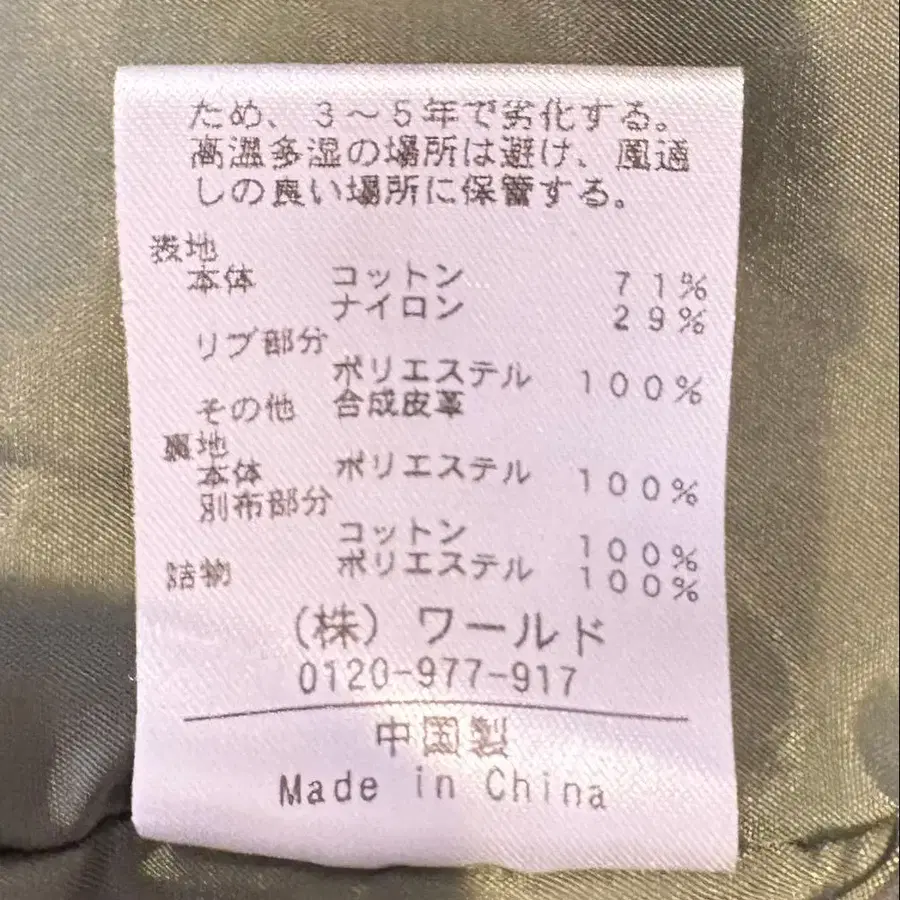 ため、3~5年で劣化する。
高温多湿の場所は避け、風通
しの良い場所に保管する。
表地
本体 コットン 71%
ナイロン 29%
リブ部分
ポリエステル 100%
その他 合成皮革
裏地
本体 ポリエステル 100%
別布部分
コットン 100%
詰物 ポリエステル 100%
(株) ワールド
0120-977-917
中国製
Made in China